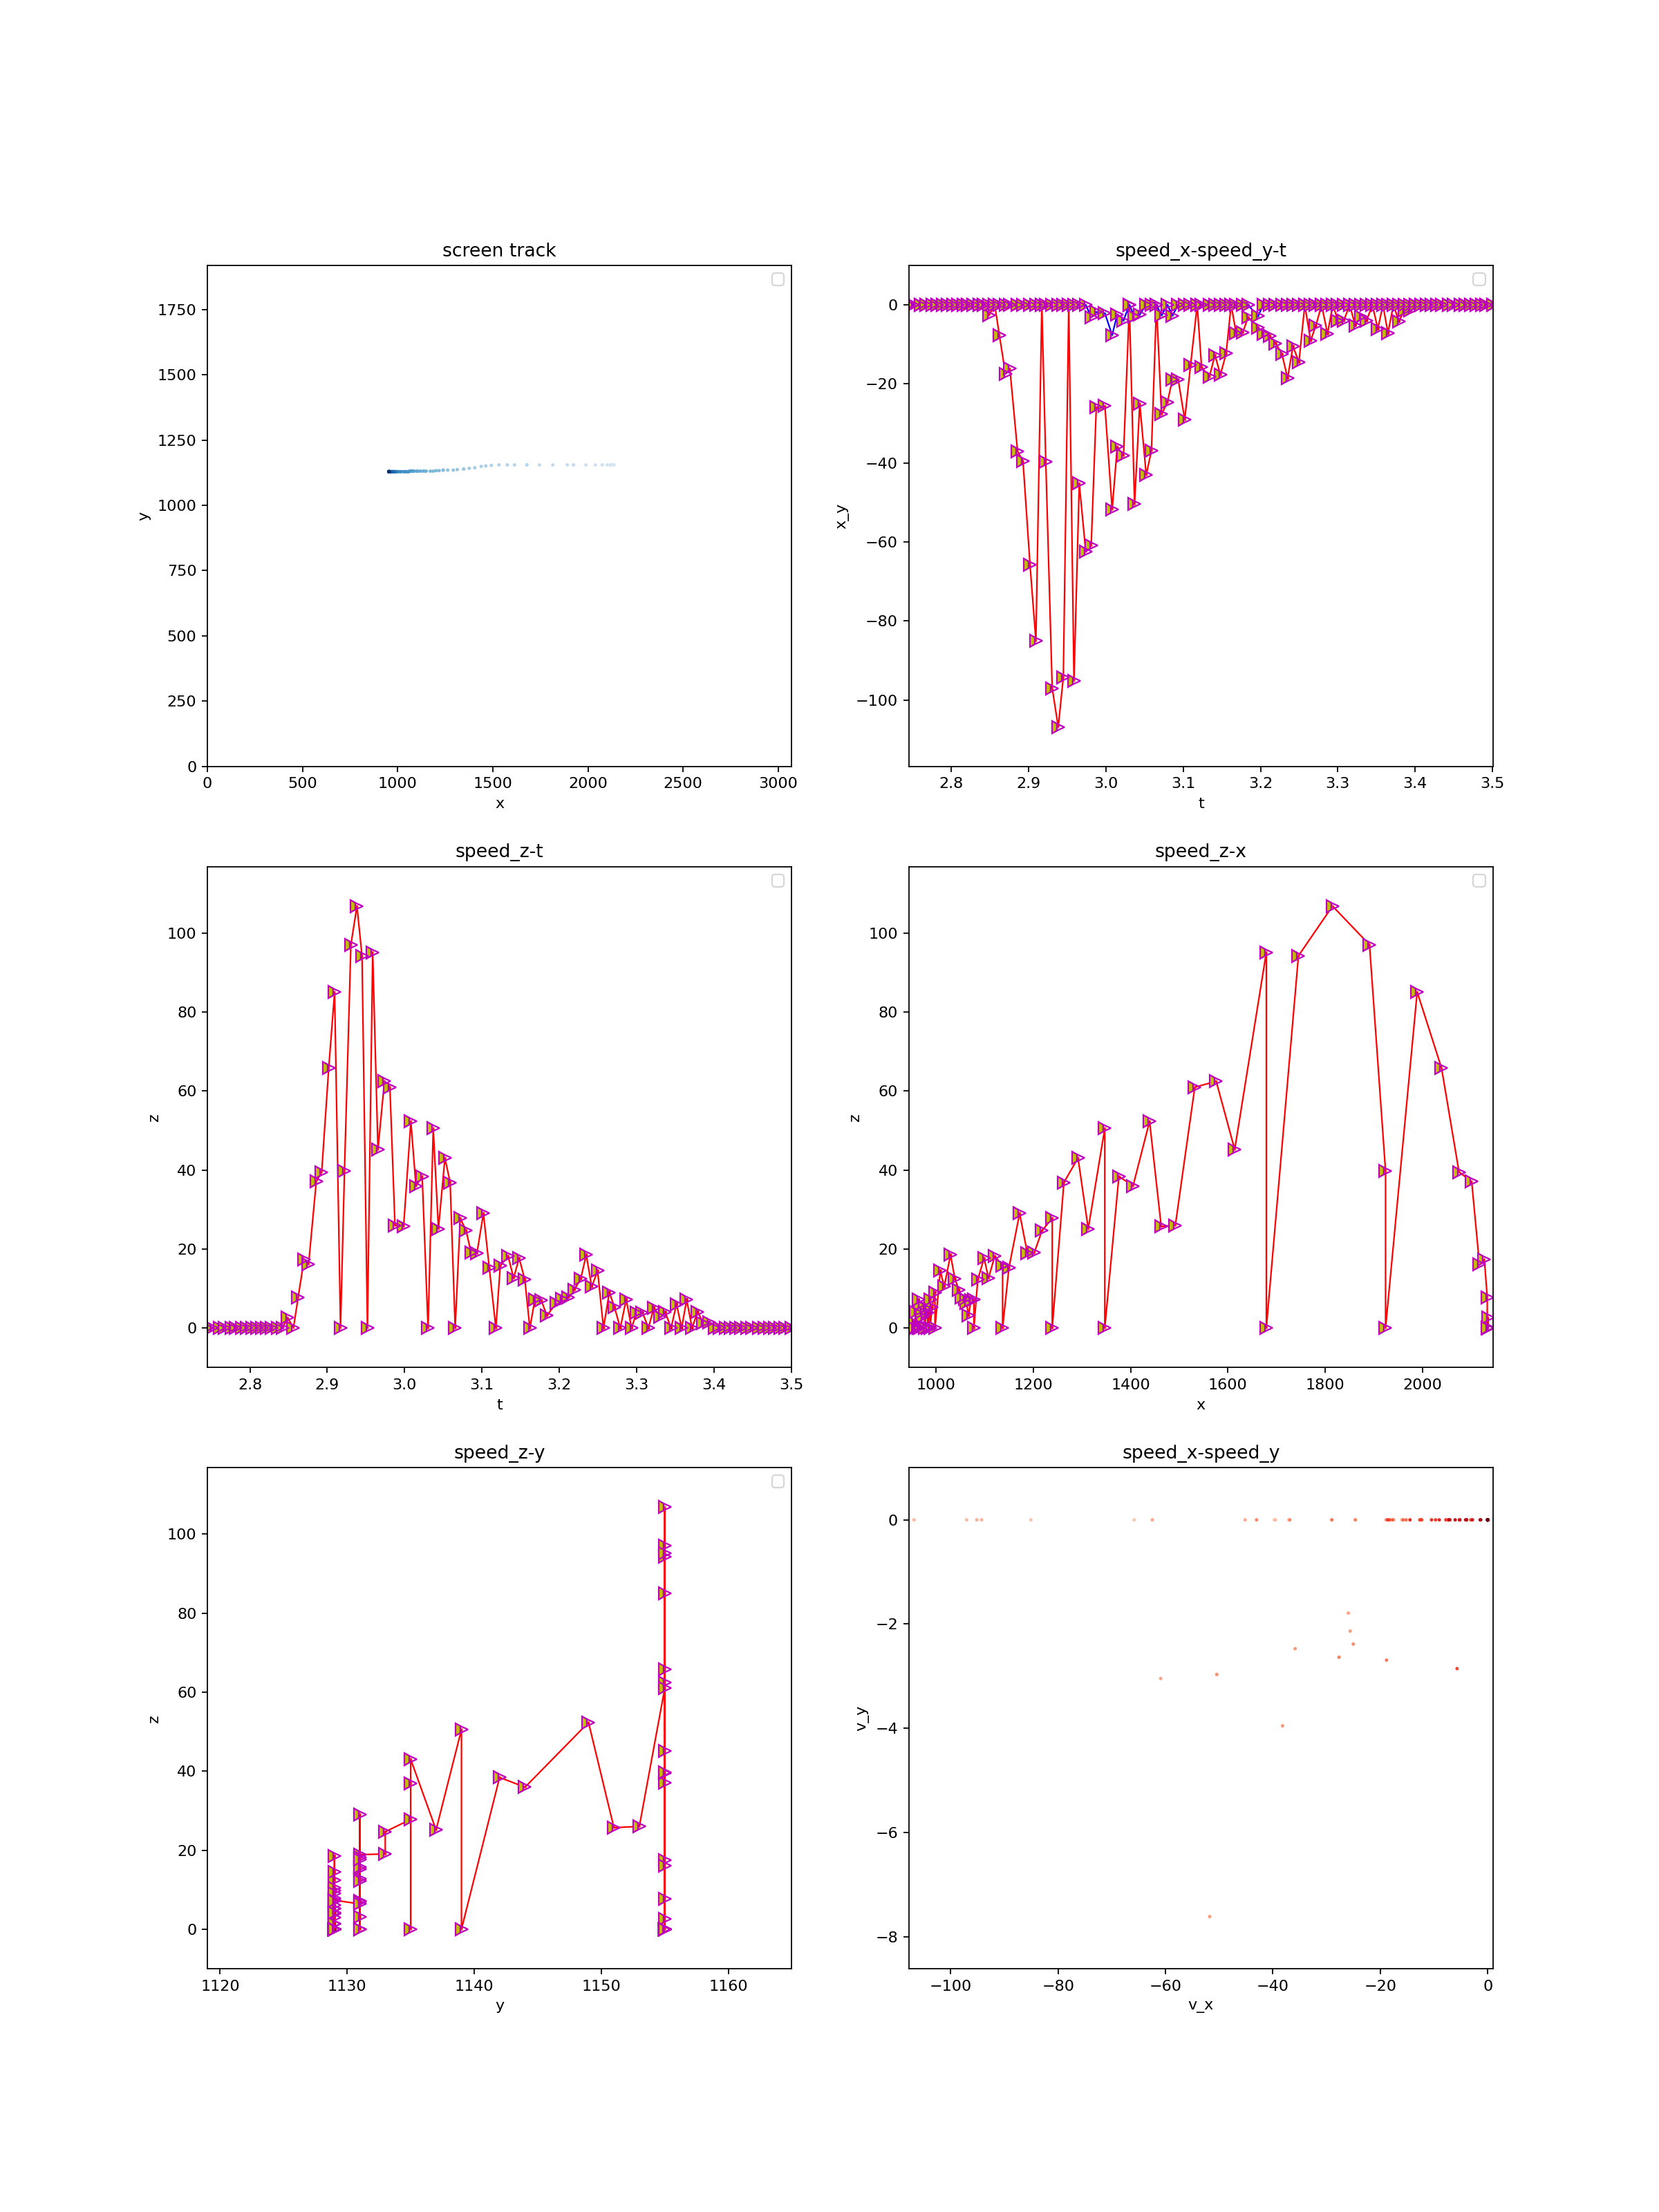 screen track
1750
1500
1250
1000
750
500
250
0
y
0 500 1000 1500 2000 2500 3000
x
speed_x-speed_y-t
0
−20
−40
−60
−80
−100
x_y
2.8 2.9 3.0 3.1 3.2 3.3 3.4 3.5
t
speed_z-t
100
80
60
40
20
0
z
2.8 2.9 3.0 3.1 3.2 3.3 3.4 3.5
t
speed_z-x
100
80
60
40
20
0
z
1000 1200 1400 1600 1800 2000
x
speed_z-y
100
80
60
40
20
0
z
1120 1130 1140 1150 1160
y
speed_x-speed_y
0
−2
−4
−6
−8
v_y
−100 −80 −60 −40 −20 0
v_x